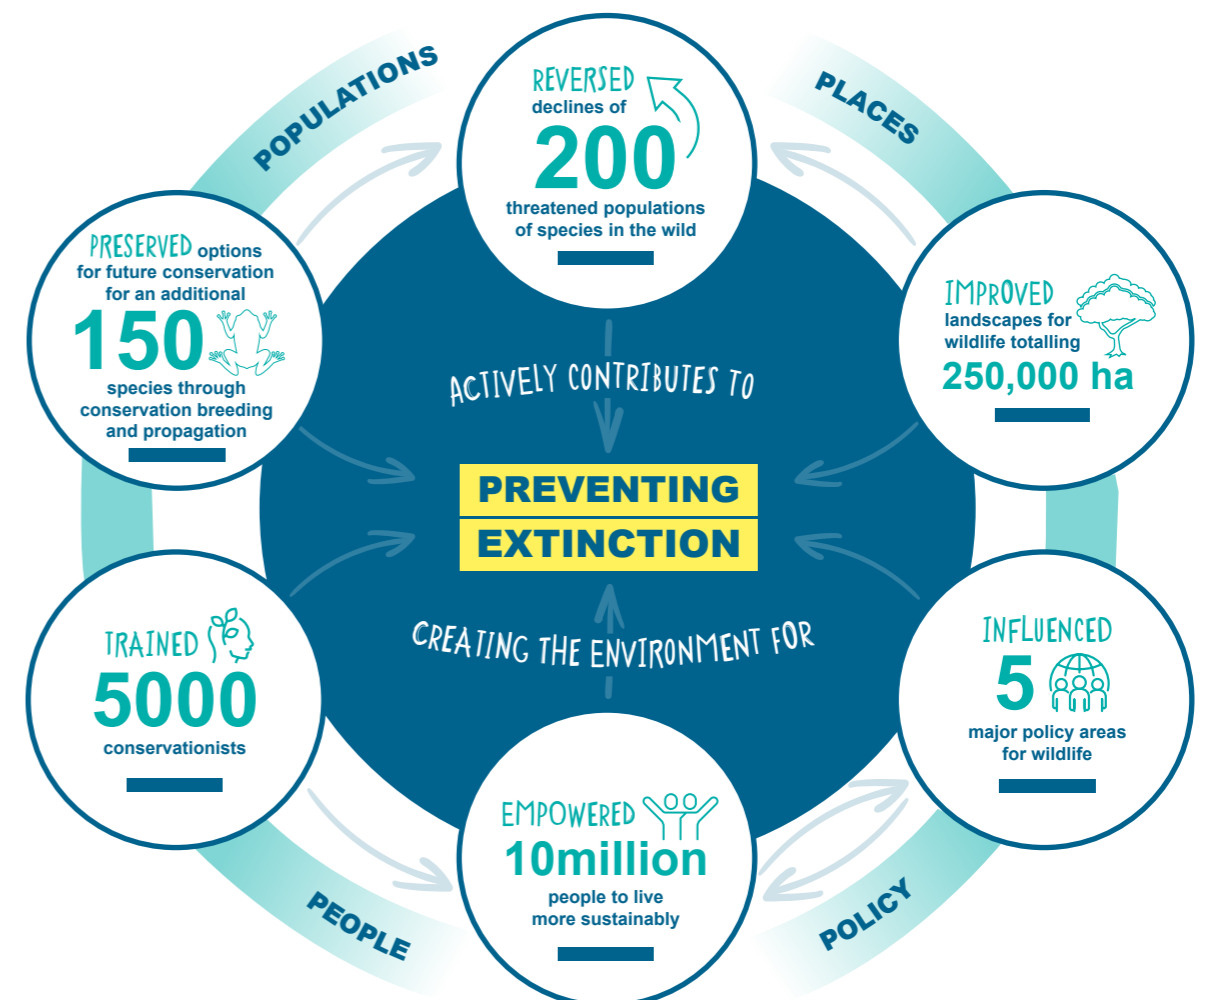 POPULATIONS
PLACES
REVERSED
declines of
200
threatened populations
of species in the wild
PRESERVED options
for future conservation
for an additional
150
species through
conservation breeding
and propagation
IMPROVED
landscapes for
wildlife totalling
250,000 ha
ACTIVELY CONTRIBUTES TO
PREVENTING
EXTINCTION
CREATING THE ENVIRONMENT FOR
TRAINED
5000
conservationists
INFLUENCED
5
major policy areas
for wildlife
EMPOWERED
10million
people to live
more sustainably
PEOPLE
POLICY